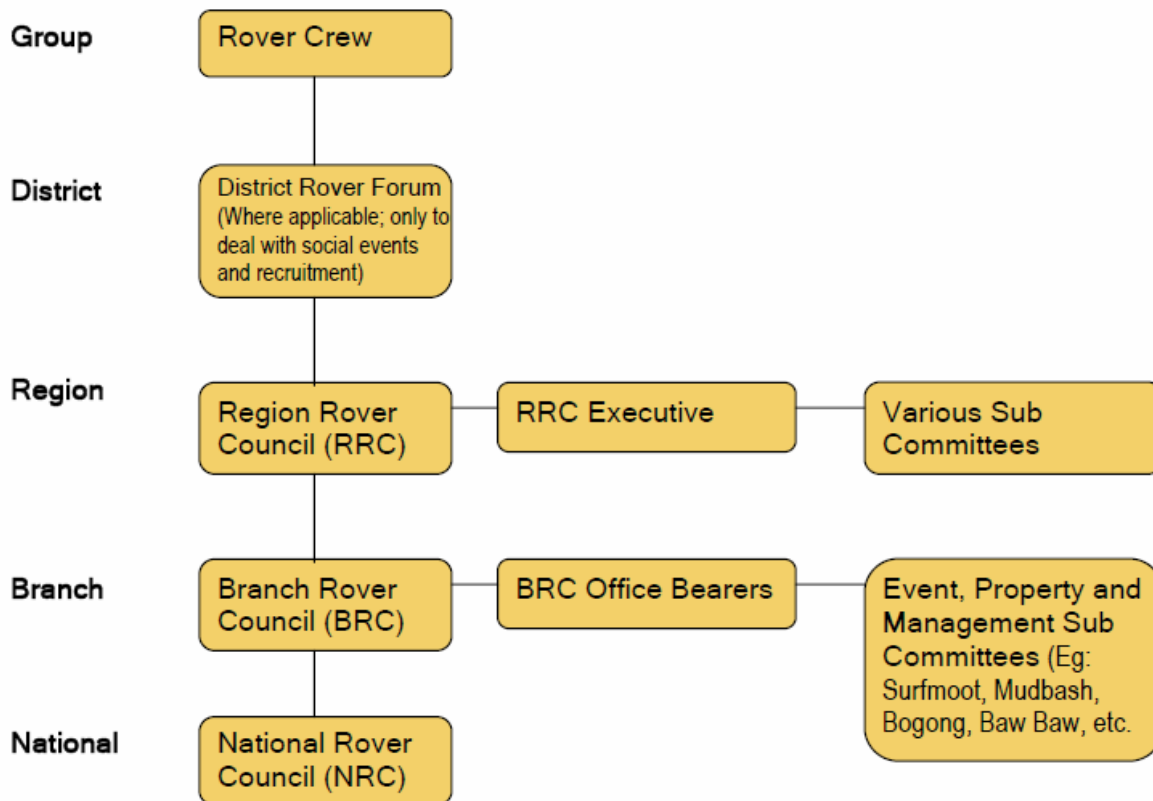 Group
Rover Crew
District
District Rover Forum
(Where applicable; only to
deal with social events
and recruitment)
Region
Region Rover
Council (RRC)
RRC Executive
Various Sub
Committees
Branch
Branch Rover
Council (BRC)
BRC Office Bearers
Event, Property and
Management Sub
Committees (Eg:
Surfmoot, Mudbash,
Bogong, Baw Baw, etc.
National
National Rover
Council (NRC)